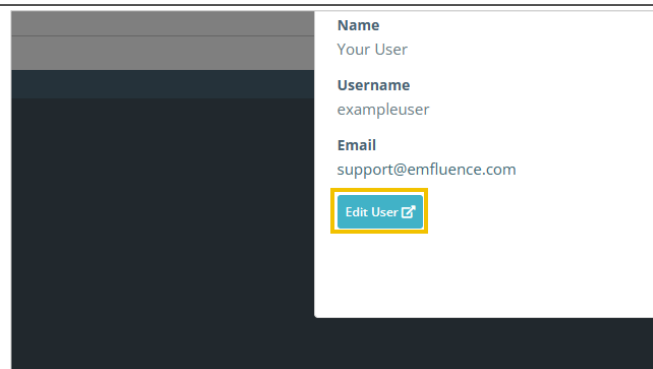 Name
Your User
Username
exampleuser
Email
support@emfluence.com
Edit User